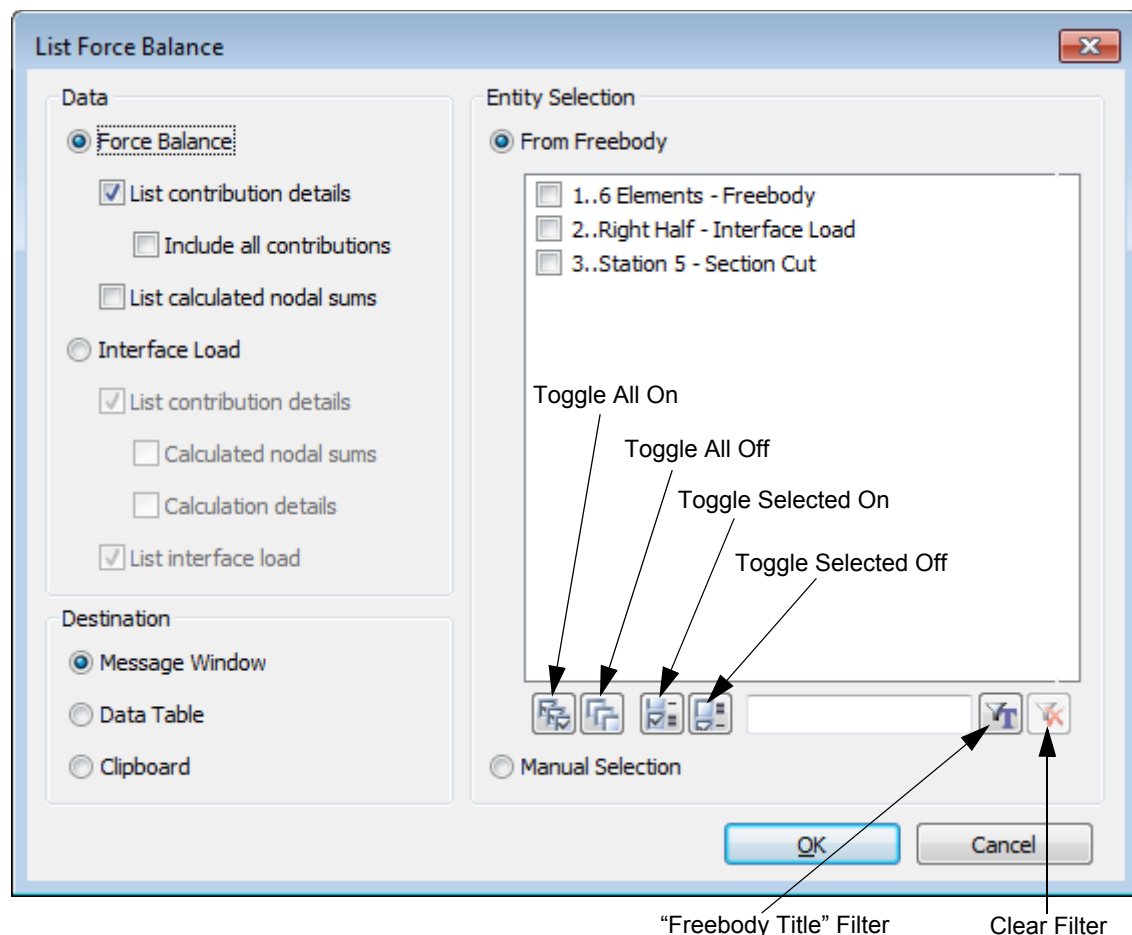 List Force Balance
Data
Force Balance
List contribution details
Include all contributions
List calculated nodal sums
Interface Load
List contribution details
Calculated nodal sums
Calculation details
List interface load
Destination
Message Window
Data Table
Clipboard
Entity Selection
From Freebody
1..6 Elements - Freebody
2..Right Half - Interface Load
3..Station 5 - Section Cut
Toggle All On
Toggle All Off
Toggle Selected On
Toggle Selected Off
T
Manual Selection
OK
Cancel
“Freebody Title” Filter
Clear Filter